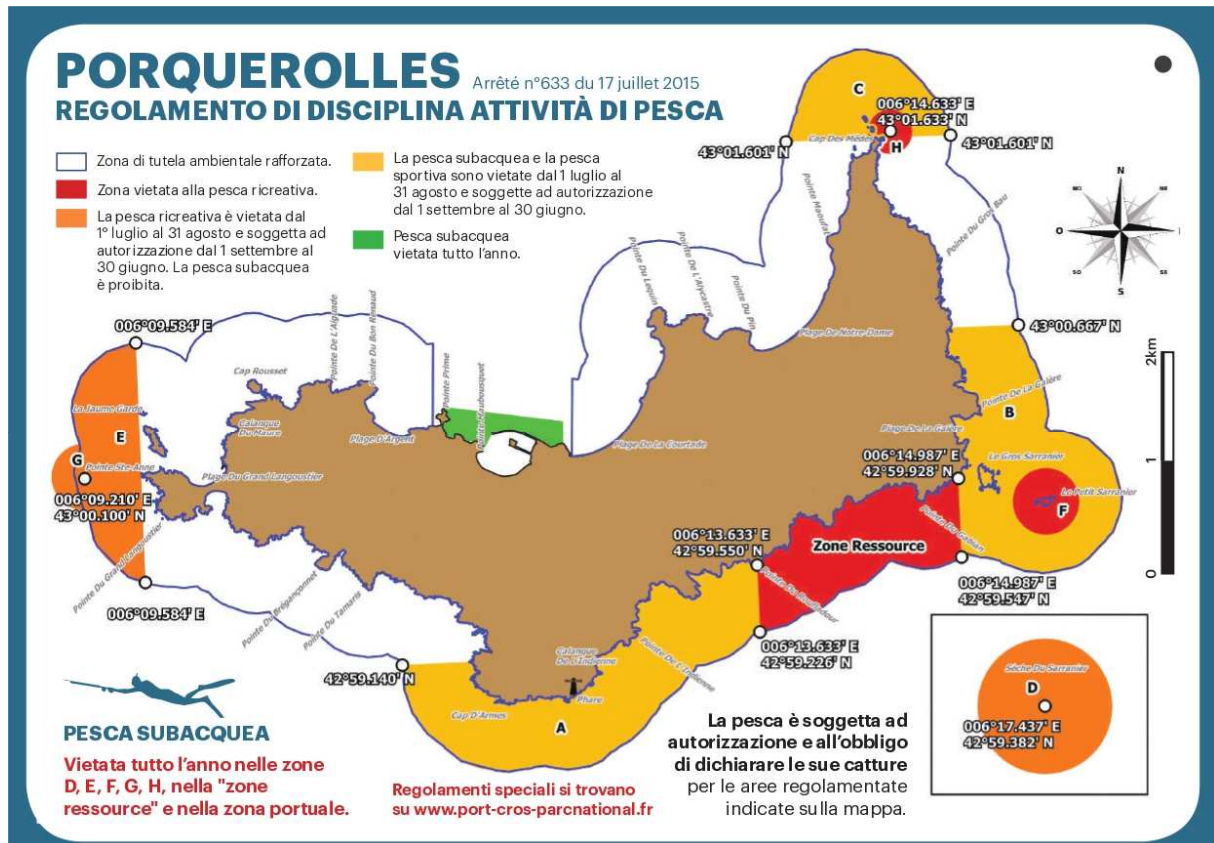 PORQUEROLLES Arrêté n°633 du 17 juillet 2015
REGOLAMENTO DI DISCIPLINA ATTIVITÀ DI PESCA
Zona di tutela ambientale rafforzata.
Zona vietata alla pesca ricreativa.
La pesca ricreativa è vietata dal
1° luglio al 31 agosto e soggetta ad
autorizzazione dal 1 settembre al
30 giugno. La pesca subacquea
è proibita.
La pesca subacquea e la pesca
sportiva sono vietate dal 1 luglio al
31 agosto e soggette ad autorizzazione
dal 1 settembre al 30 giugno.
Pesca subacquea
vietata tutto l'anno.
C
006°14.633' E
43°01.633' N
Cap Des Mèdes
H
43°01.601' N
43°01.601' N
N
NE
O
SO
SE
S
Pointe Maoufat
Pointe Du Gros Bau
Pointe Du Lequin
Pointe De L'Alycastre
Pointe Du Pin
Plage De Notre-Dame
43°00.667' N
006°09.584' E
Pointe De L'Aiguade
Pointe Du Bon Renaud
Cap Rousset
Pointe Prime
Pointe Haubousquet
La Jaume Garde
Calanque
Du Maure
Plage D'Argent
Plage De La Courtade
E
G
Pointe Ste-Anne
Plage Du Grand Langoustier
006°09.210' E
43°00.100' N
Pointe Du Grand Langoustier
006°09.584' E
Pointe Du Brégançonnet
Pointe Du Tamaris
Pointe De La Galère
B
Plage De La Galère
006°14.987' E
42°59.928' N
Le Gros Sarranier
Le Petit Sarranier
F
Pointe Du Gabian
006°13.633' E
42°59.550' N
Zone Ressource
006°14.987' E
42°59.547' N
006°13.633' E
42°59.226' N
Calanque
De L'Indienne
Pointe De L'Indienne
Phare
Cap D'Armes
A
42°59.140' N
2km
1
0
Sèche Du Sarranier
D
006°17.437' E
42°59.382' N
PESCA SUBACQUEA
Vietata tutto l'anno nelle zone
D, E, F, G, H, nella "zone
ressource" e nella zona portuale.
Regolamenti speciali si trovano
su www.port-cros-parcnational.fr
La pesca è soggetta ad
autorizzazione e all'obbligo
di dichiarare le sue catture
per le aree regolamentate
indicate sulla mappa.